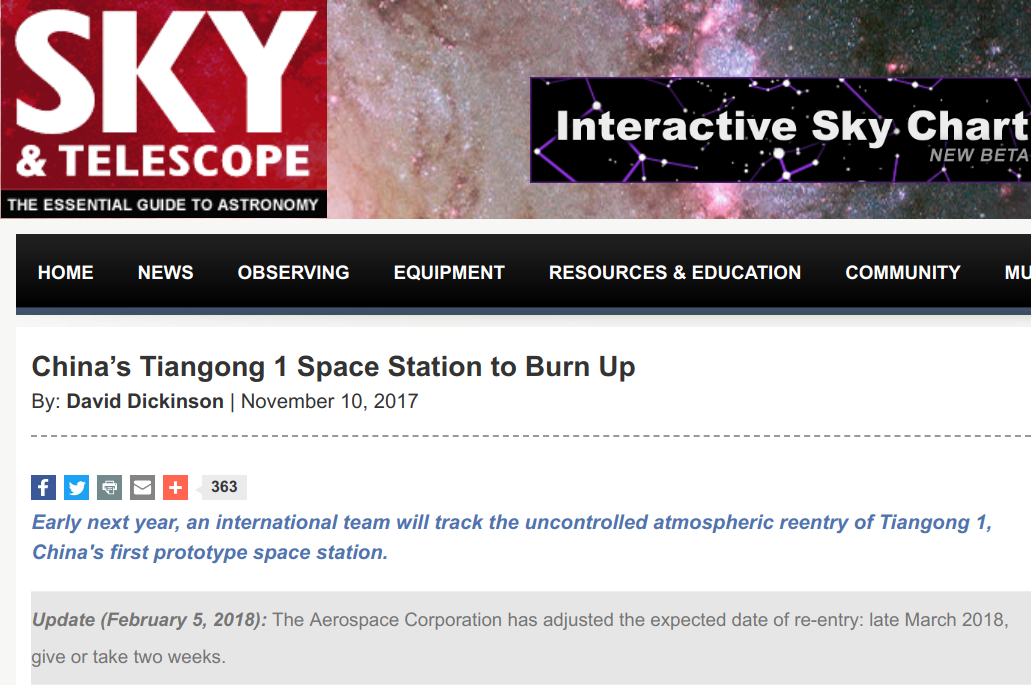 SKY
& TELESCOPE
THE ESSENTIAL GUIDE TO ASTRONOMY
Interactive Sky Chart
NEW BETA
HOME NEWS OBSERVING EQUIPMENT RESOURCES & EDUCATION COMMUNITY MU
China’s Tiangong 1 Space Station to Burn Up
By: David Dickinson | November 10, 2017
363
Early next year, an international team will track the uncontrolled atmospheric reentry of Tiangong 1,
China's first prototype space station.
Update (February 5, 2018): The Aerospace Corporation has adjusted the expected date of re-entry: late March 2018,
give or take two weeks.